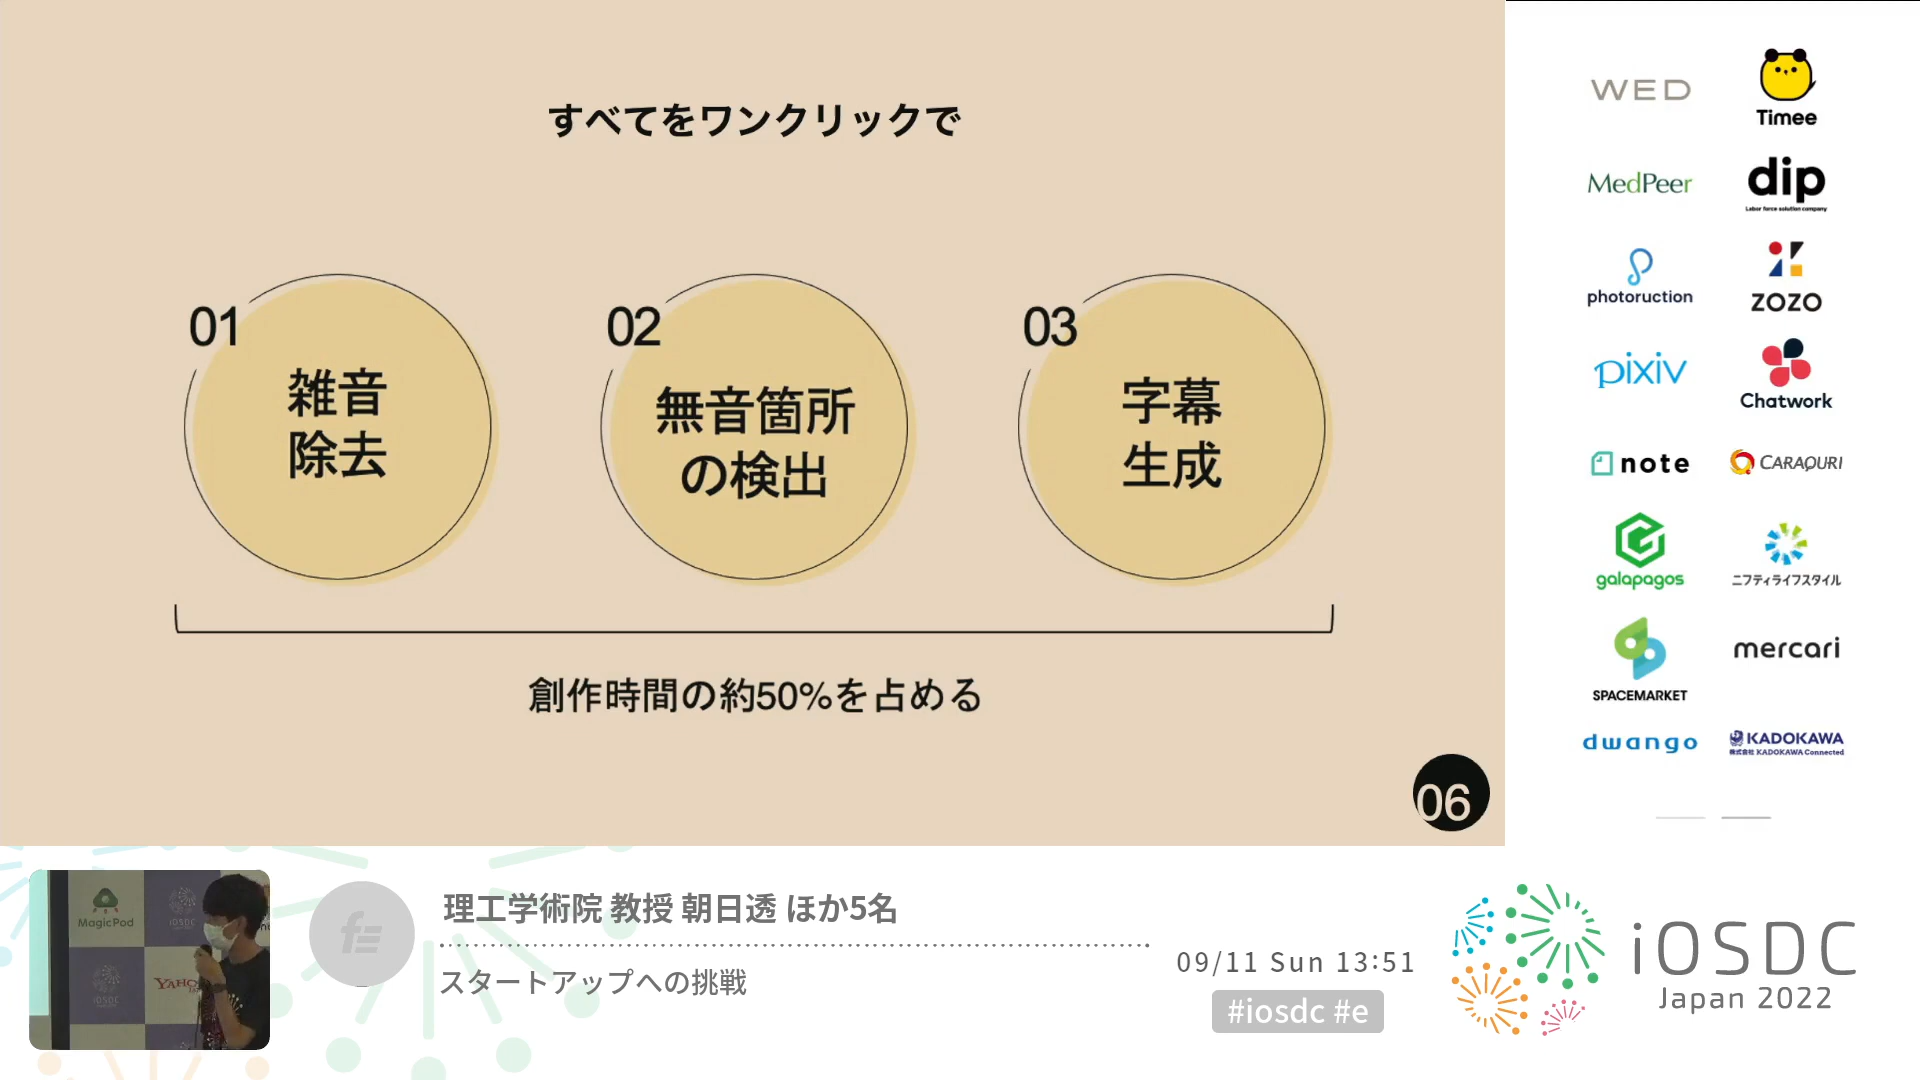 すべてをワンクリックで
01
雑音
除去
02
無音箇所
の検出
03
字幕
生成
創作時間の約50%を占める
06
WED
Timee
MedPeer
dip
Labor force solution company
photoruction
ZOZO
pixiv
Chatwork
note
CARAQURI
galapagos
ニフティライフスタイル
SPACEMARKET
mercari
dwango
KADOKAWA
株式会社 KADOKAWA Connected
MagicPod
iOSDC
iOSDC
YAHO
理工学術院 教授 朝日透 ほか5名
スタートアップへの挑戦
09/11 Sun 13:51
#iosdc #e
iOSDC
Japan 2022